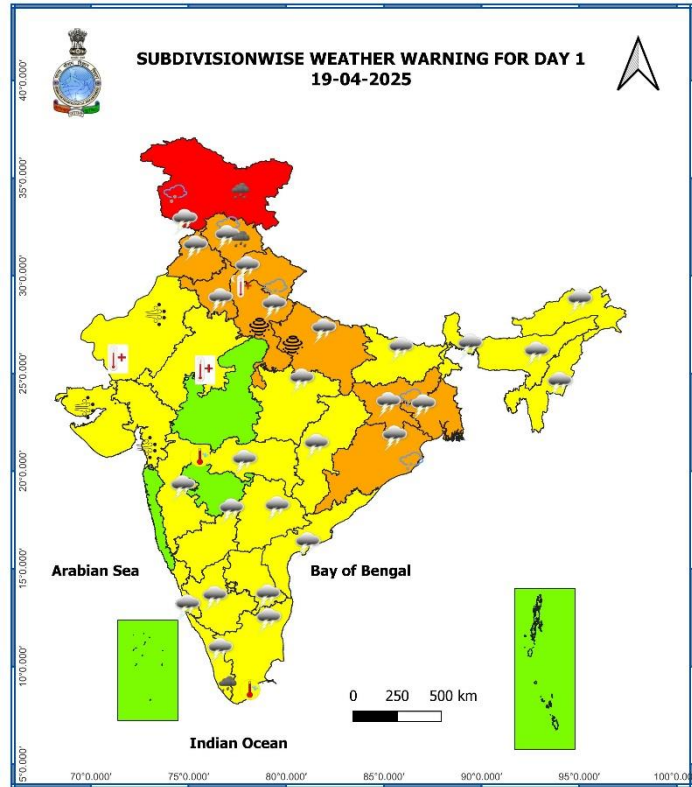 SUBDIVISIONWISE WEATHER WARNING FOR DAY 1
19-04-2025
40°0.000'
35°0.000'
30°0.000'
25°0.000'
20°0.000'
15°0.000'
10°0.000'
5°0.000'
Arabian Sea
Bay of Bengal
0 250 500 km
Indian Ocean
70°0.000' 75°0.000' 80°0.000' 85°0.000' 90°0.000' 95°0.000' 100°0.00